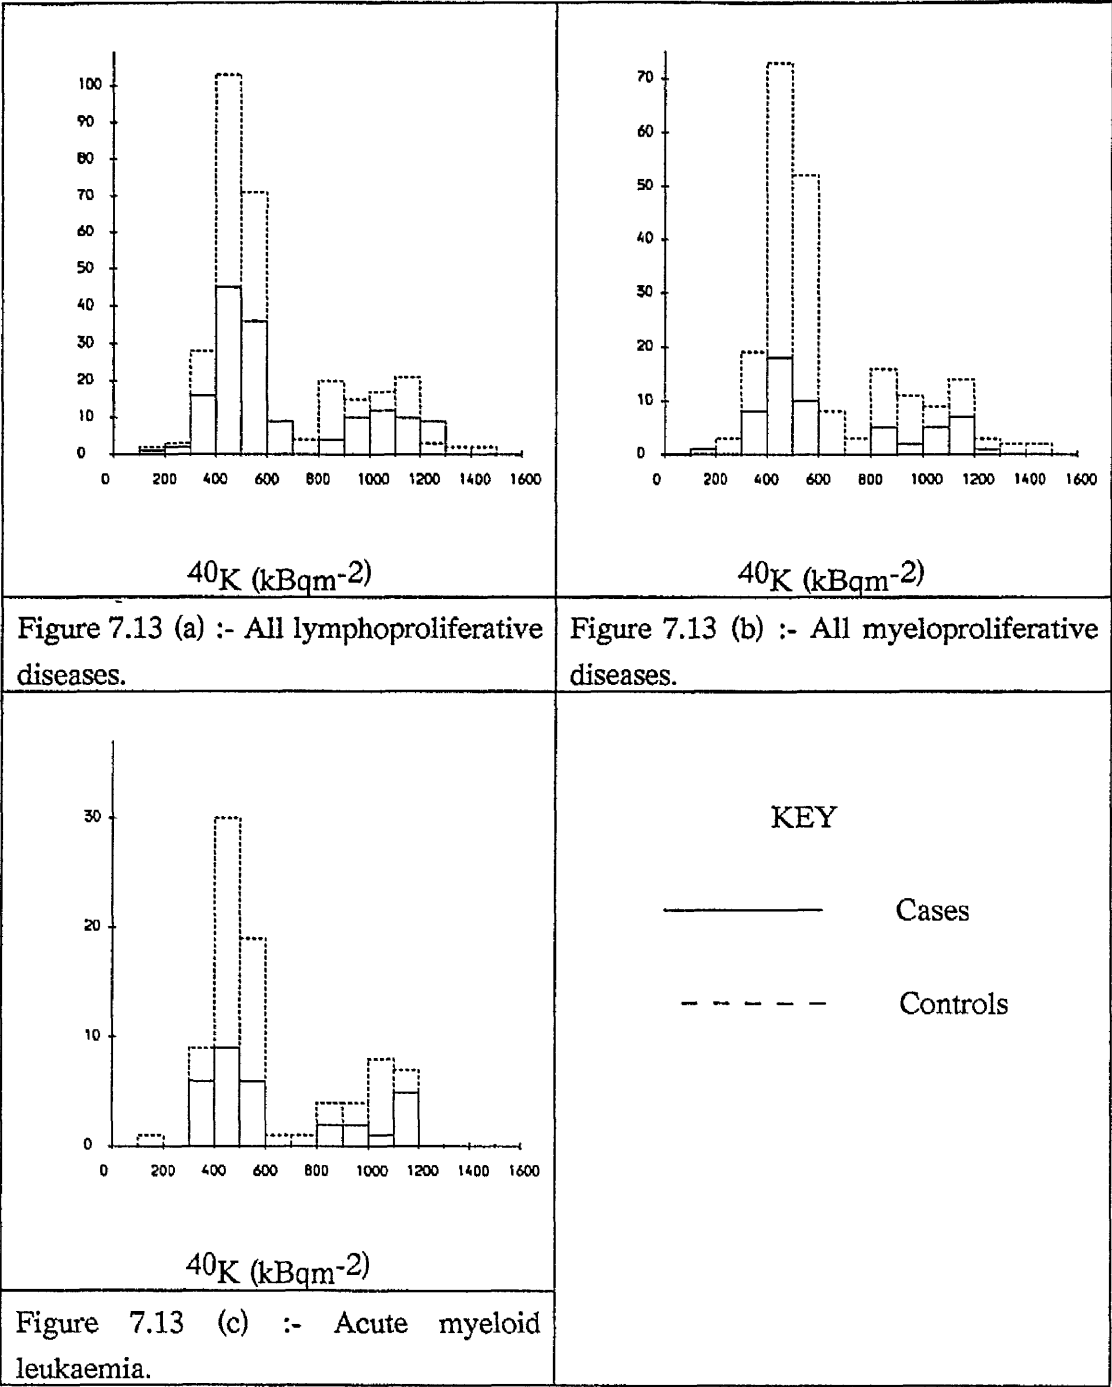 100
90
80
70
60
50
40
30
20
10
0
0 200 400 600 800 1000 1200 1400 1600
40K (kBqm-2)
70
60
50
40
30
20
10
0
0 200 400 600 800 1000 1200 1400 1600
40K (kBqm-2)
Figure 7.13 (a) :- All lymphoproliferative
diseases.
Figure 7.13 (b) :- All myeloproliferative
diseases.
30
20
10
0
0 200 400 600 800 1000 1200 1400 1600
40K (kBqm-2)
Figure 7.13 (c) :- Acute myeloid
leukaemia.
KEY
Cases
Controls